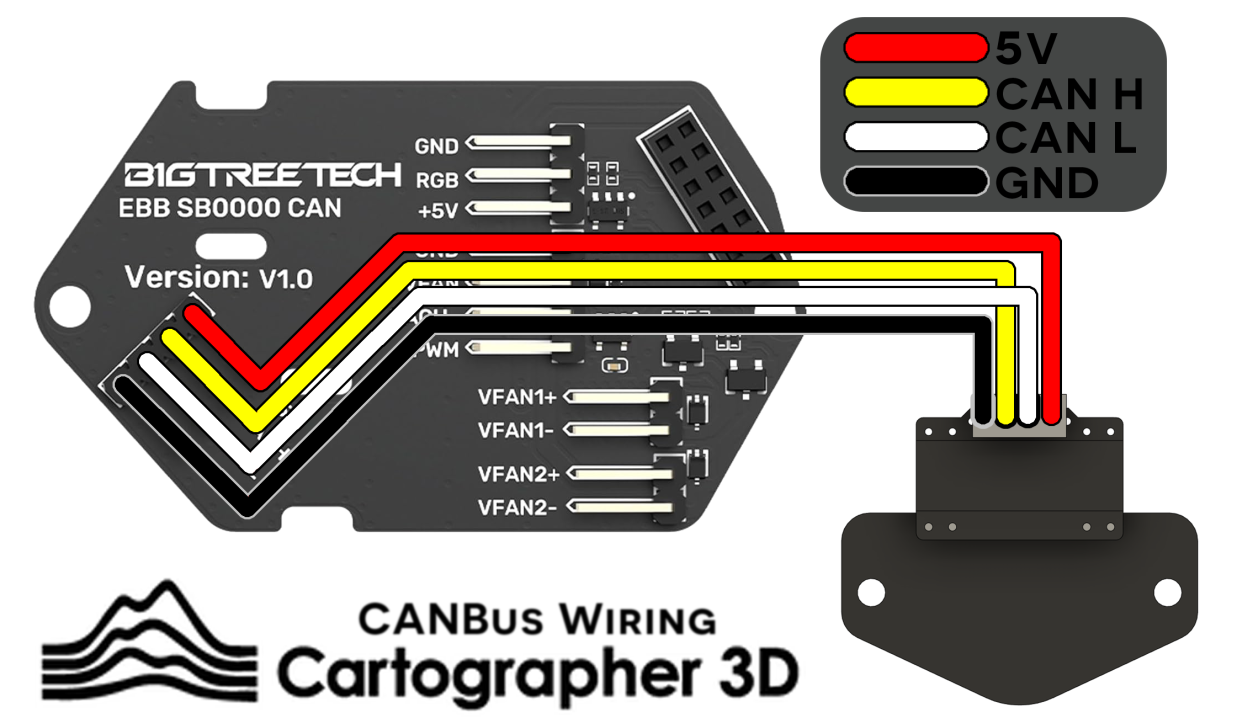 5V
CAN H
CAN L
GND
BIGTREETECH
EBB SB0000 CAN
Version: V1.0
GND
RGB
+5V
GND
PWM
VFAN1+
VFAN1-
VFAN2+
VFAN2-
CANBUS WIRING
Cartographer 3D